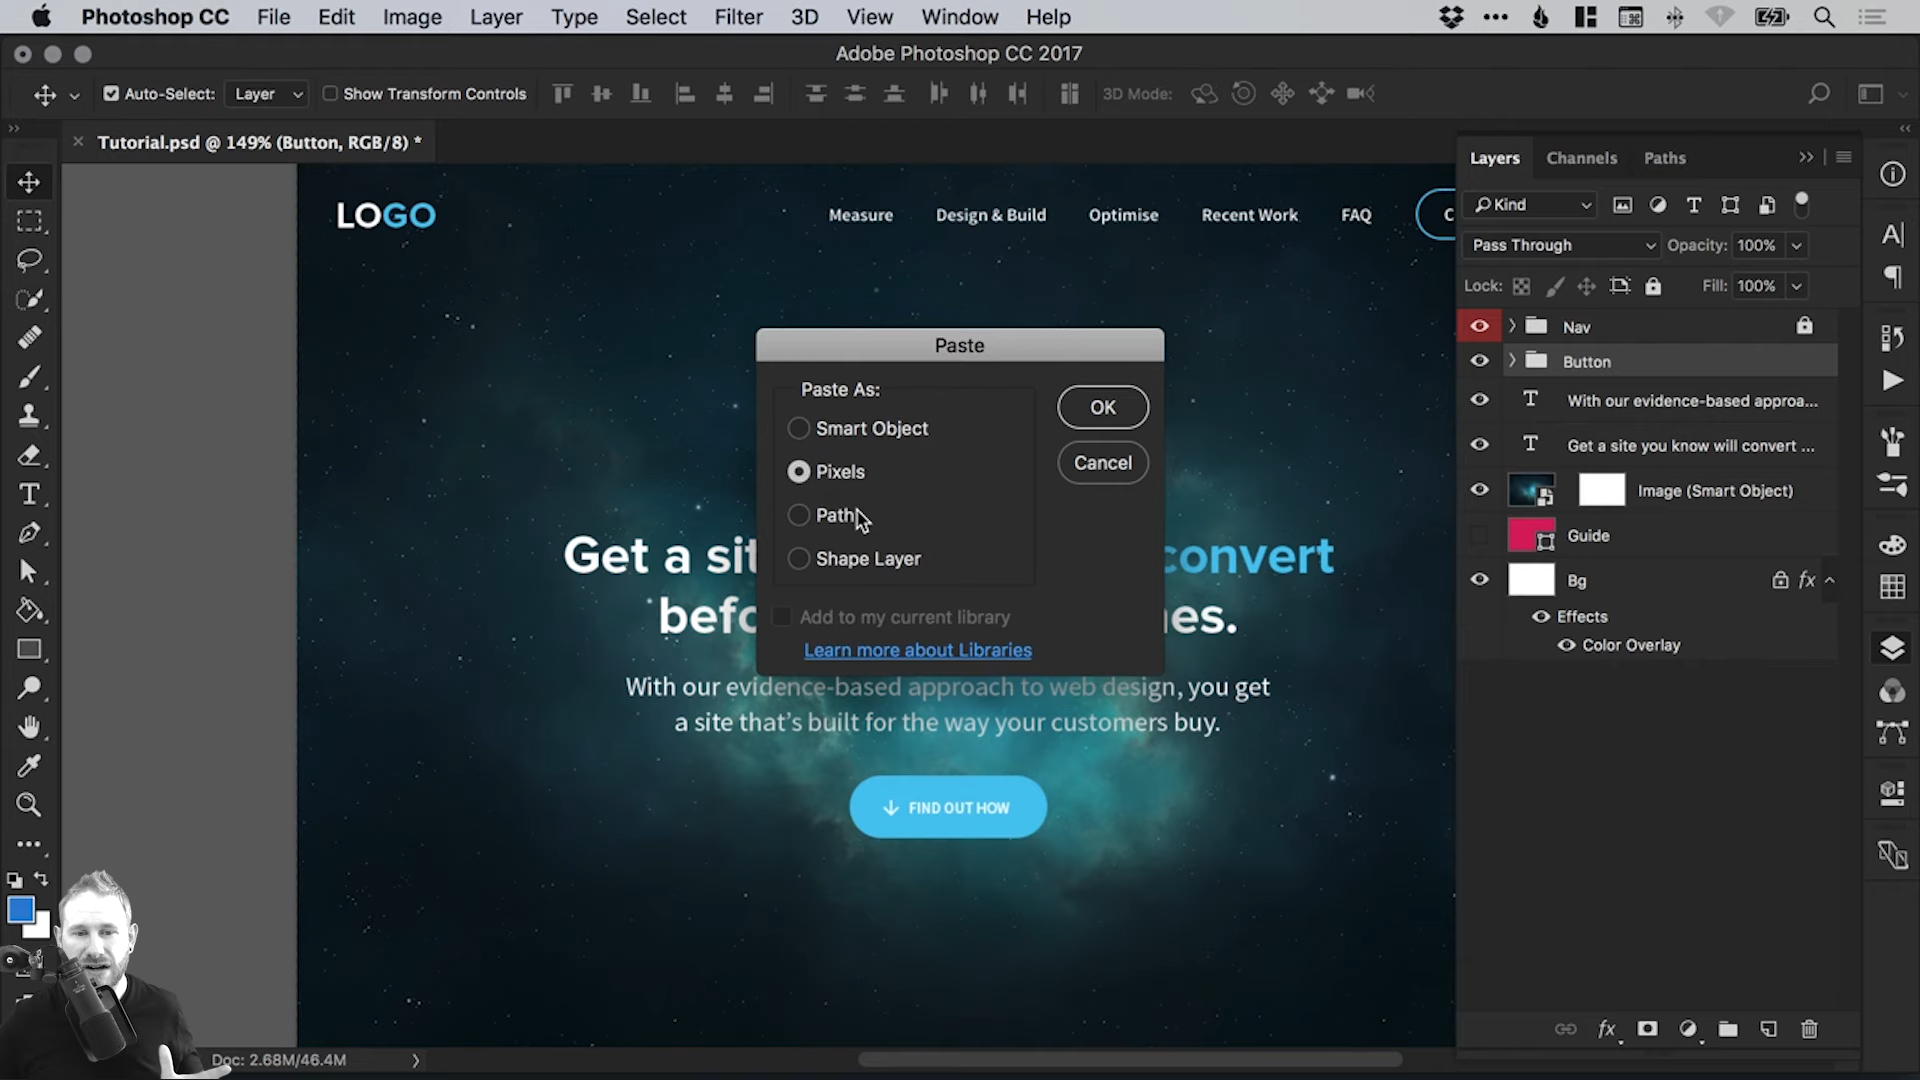 Photoshop CC File Edit Image Layer Type Select Filter 3D View Window Help
Adobe Photoshop CC 2017
Auto-Select: Layer Show Transform Controls 3D Mode:
Tutorial.psd @ 149% (Button, RGB/8) *
LOGO Measure Design & Build Optimise Recent Work FAQ C
Paste
Paste As:
Smart Object
Pixels
Path
Shape Layer
OK
Cancel
Add to my current library
Learn more about Libraries
Get a sit onvert
befo es.
With our evidence-based approach to web design, you get
a site that’s built for the way your customers buy.
FIND OUT HOW
Layers Channels Paths
Kind
Pass Through Opacity: 100%
Lock: Fill: 100%
Nav
Button
With our evidence-based approa...
Get a site you know will convert ...
Image (Smart Object)
Guide
Bg fx
Effects
Color Overlay
fx
Doc: 2.68M/46.4M